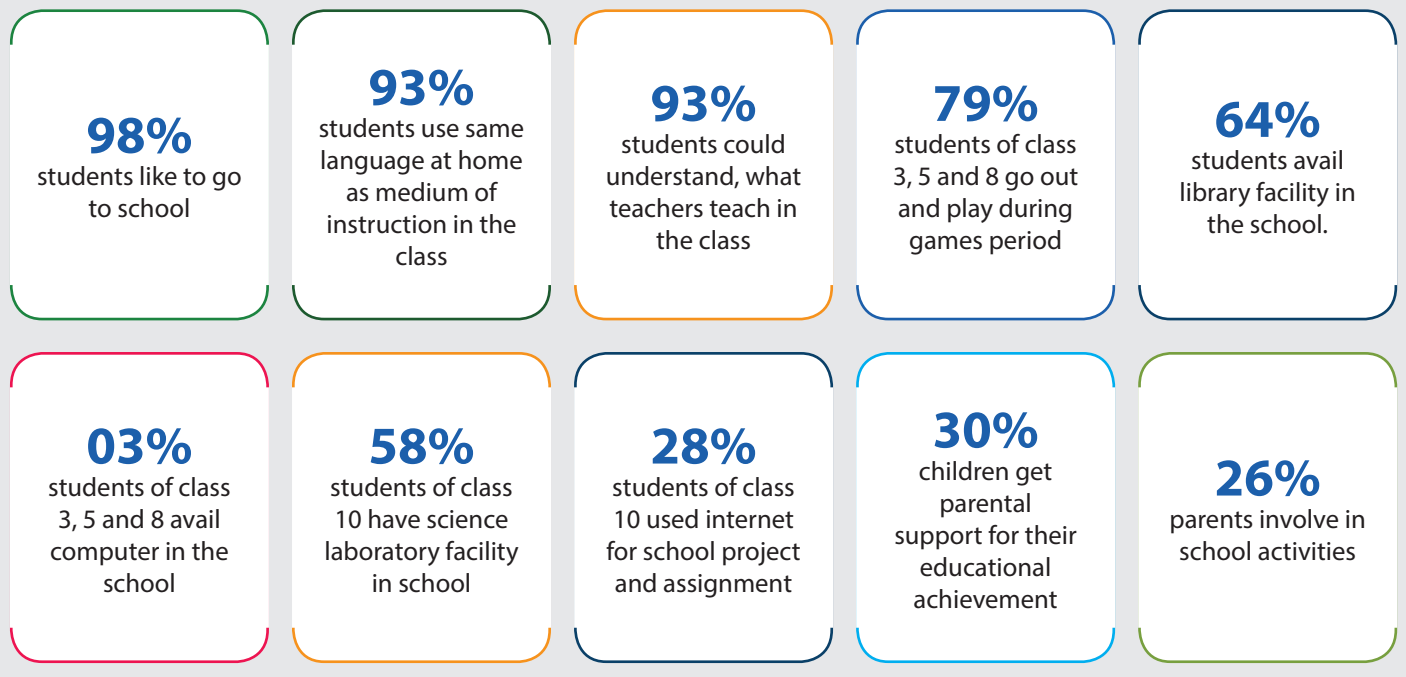 98%
students like to go
to school
93%
students use same
language at home
as medium of
instruction in the
class
93%
students could
understand, what
teachers teach in
the class
79%
students of class
3, 5 and 8 go out
and play during
games period
64%
students avail
library facility in
the school.
03%
students of class
3, 5 and 8 avail
computer in the
school
58%
students of class
10 have science
laboratory facility
in school
28%
students of class
10 used internet
for school project
and assignment
30%
children get
parental
support for their
educational
achievement
26%
parents involve in
school activities